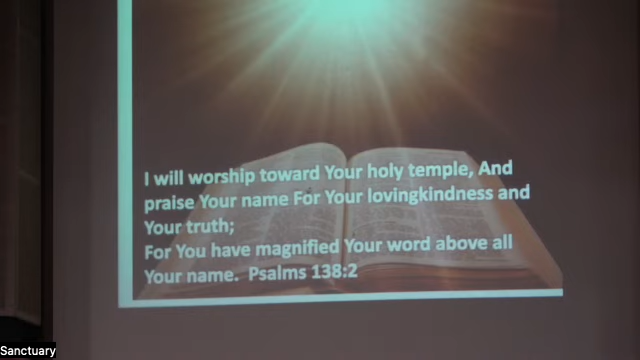 I will worship toward Your holy temple, And
praise Your name For Your lovingkindness and
Your truth;
For You have magnified Your word above all
Your name. Psalms 138:2
Sanctuary